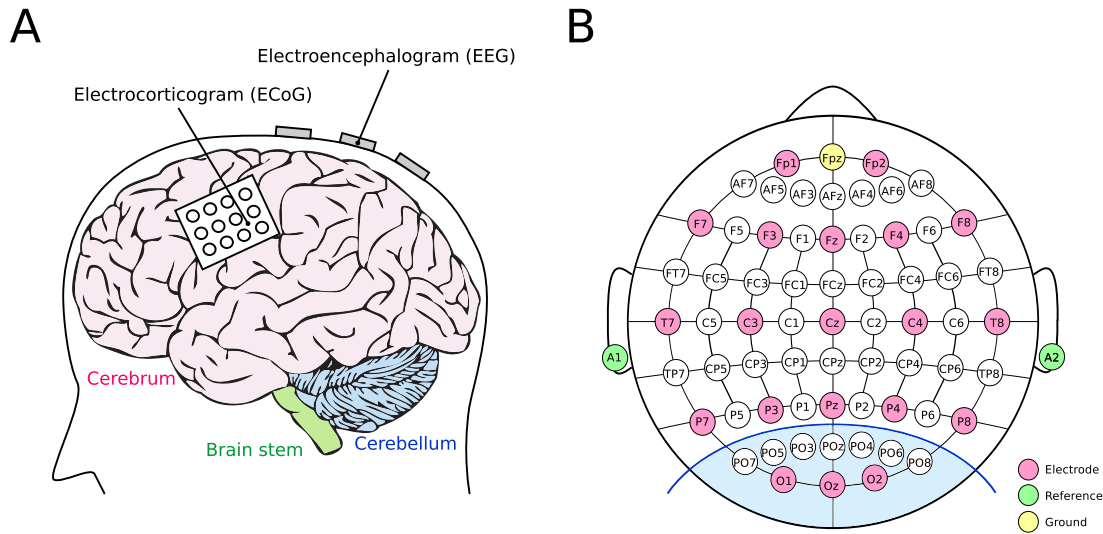 A
Electroencephalogram (EEG)
Electrocorticogram (ECoG)
Cerebrum
Brain stem
Cerebellum
B
Fp1 Fpz Fp2
AF7 AF5 AF3 AFz AF4 AF6 AF8
F7 F5 F3 F1 Fz F2 F4 F6 F8
FT7 FC5 FC3 FC1 FCz FC2 FC4 FC6 FT8
T7 C5 C3 C1 Cz C2 C4 C6 T8
A1 A2
TP7 CP5 CP3 CP1 CPz CP2 CP4 CP6 TP8
P7 P5 P3 P1 Pz P2 P4 P6 P8
PO7 PO5 PO3 POz PO4 PO6 PO8
O1 Oz O2
Electrode
Reference
Ground